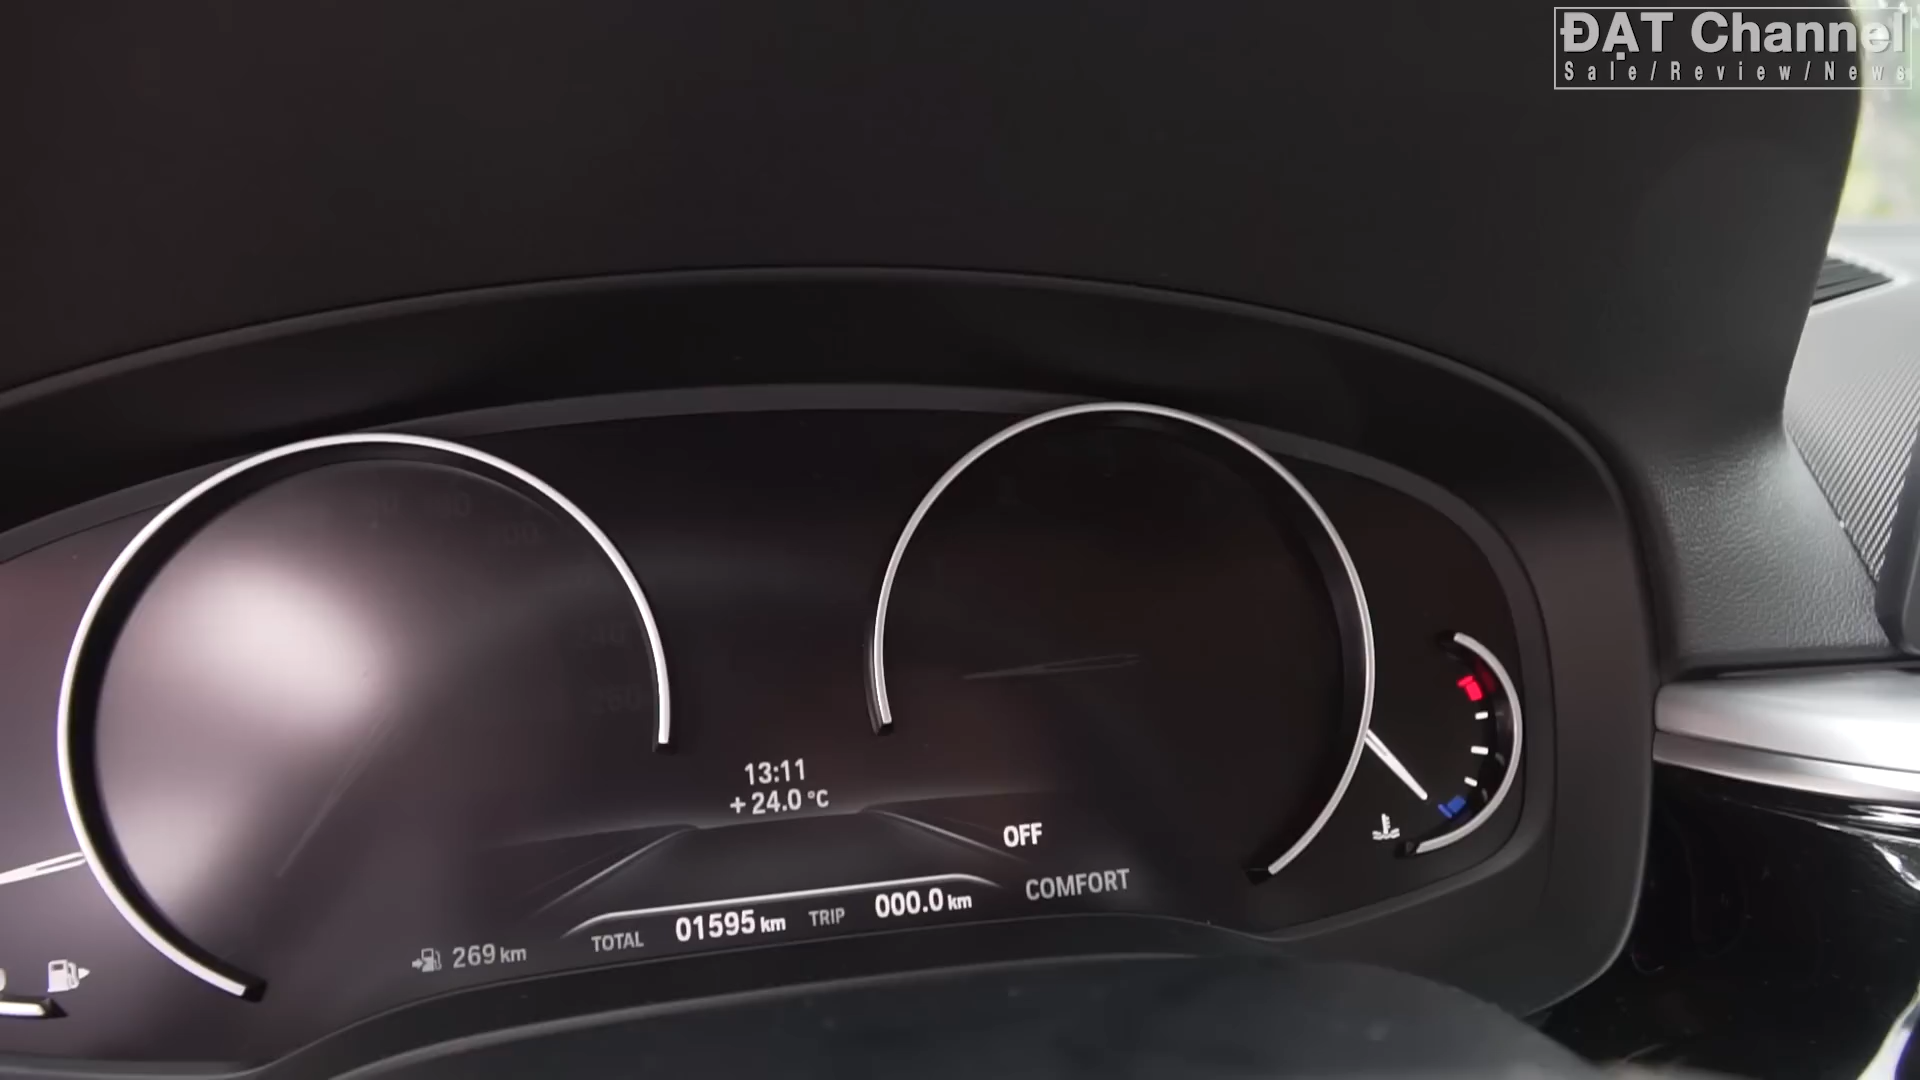 ĐẠT Channel
Sale/Review/News
13:11
+24.0 °C
OFF
COMFORT
269 km TOTAL 01595 km TRIP 000.0 km